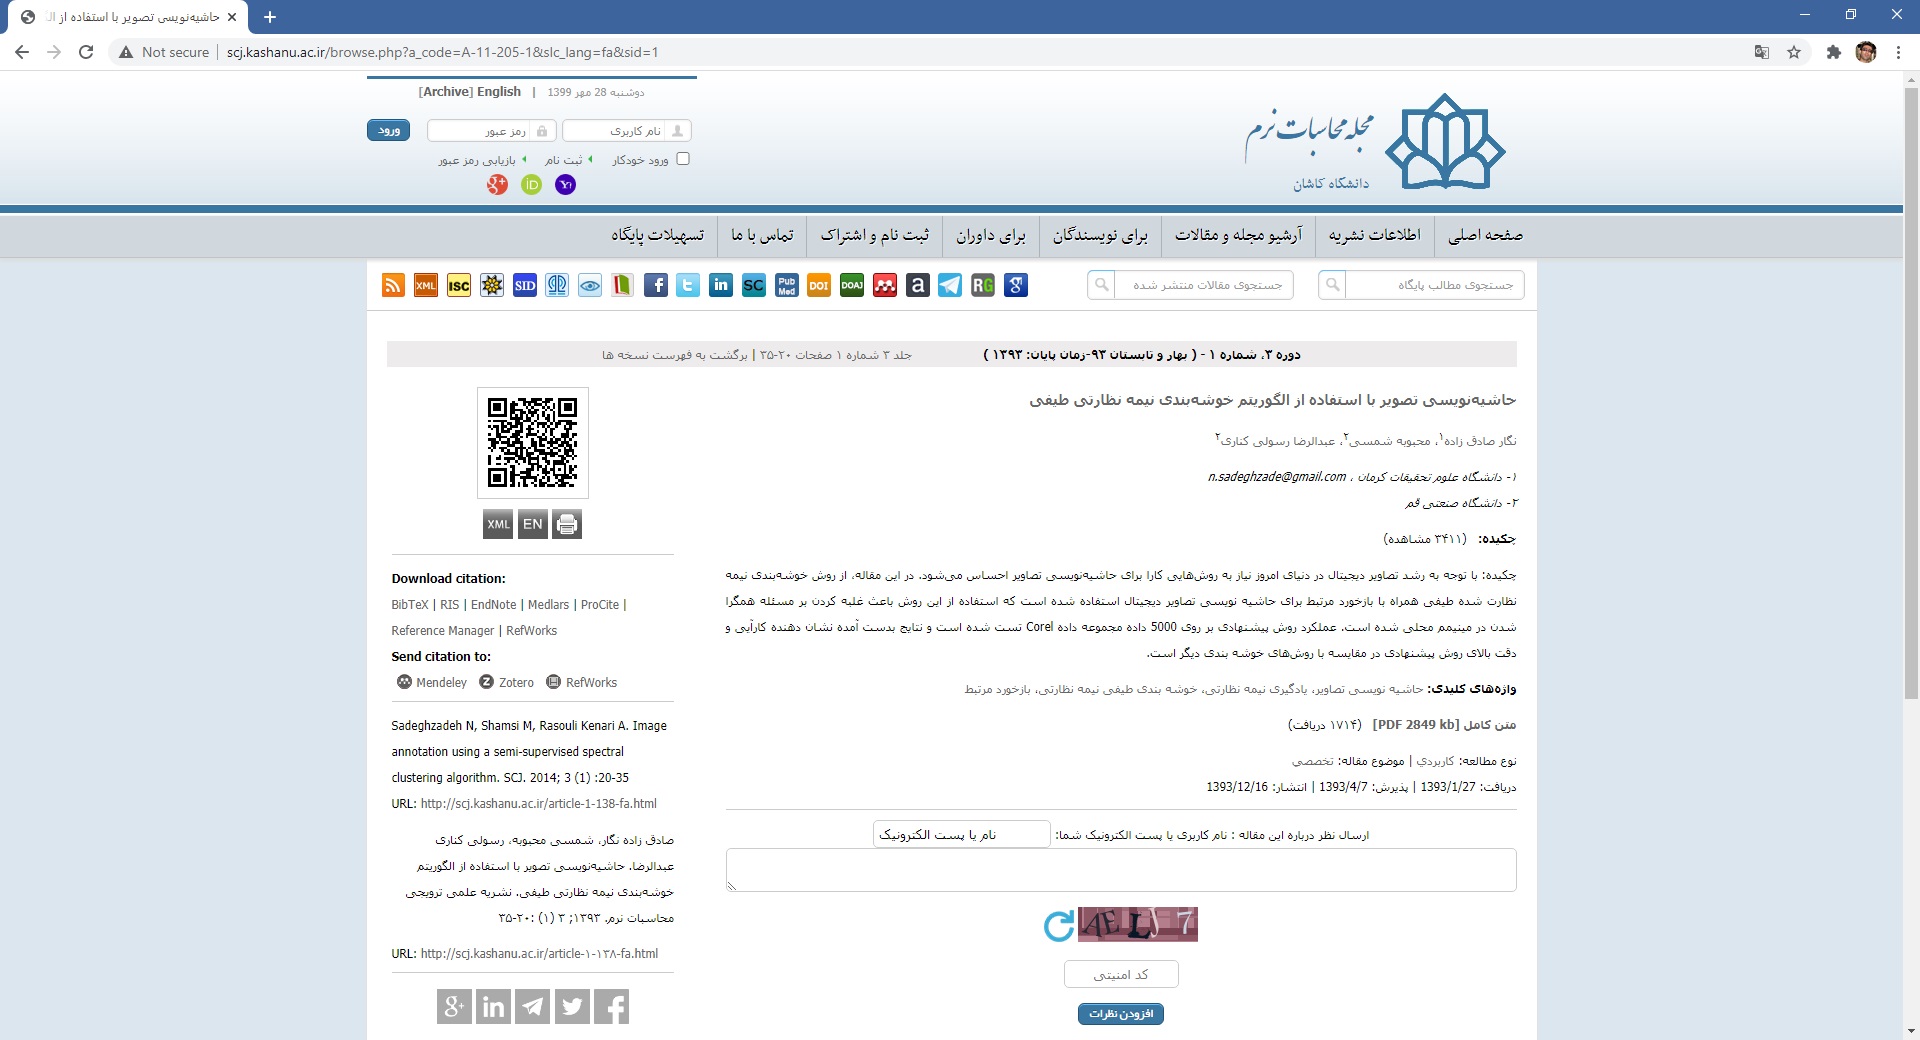 حاشیه‌نویسی تصویر با استفاده از الگ
Not secure
scj.kashanu.ac.ir/browse.php?a_code=A-11-205-1&slc_lang=fa&sid=1
[Archive] English | دوشنبه 28 مهر 1399
نام کاربری
رمز عبور
ورود
ورود خودکار
ثبت نام
بازیابی رمز عبور
مجله محاسبات نرم
دانشگاه کاشان
صفحه اصلی
اطلاعات نشریه
آرشیو مجله و مقالات
برای نویسندگان
برای داوران
ثبت نام و اشتراک
تماس با ما
تسهیلات پایگاه
XML ISC SID SC Pub Med DOI DOAJ a RG
جستجوی مقالات منتشر شده
جستجوی مطالب پایگاه
دوره ۳، شماره ۱ - ( بهار و تابستان ۹۳-زمان پایان: ۱۳۹۳ )
جلد ۳ شماره ۱ صفحات ۲۰-۳۵ | برگشت به فهرست نسخه ها
حاشیه‌نویسی تصویر با استفاده از الگوریتم خوشه‌بندی نیمه نظارتی طیفی
نگار صادق زاده۱، محبوبه شمسی۲، عبدالرضا رسولی کناری۲
۱- دانشگاه علوم تحقیقات کرمان ، n.sadeghzade@gmail.com
۲- دانشگاه صنعتی قم
چکیده: (۳۴۱۱ مشاهده)
چکیده: با توجه به رشد تصاویر دیجیتال در دنیای امروز نیاز به روش‌هایی کارا برای حاشیه‌نویسی تصاویر احساس می‌شود. در این مقاله، از روش خوشه‌بندی نیمه
نظارت شده طیفی همراه با بازخورد مرتبط برای حاشیه نویسی تصاویر دیجیتال استفاده شده است که استفاده از این روش باعث غلبه کردن بر مسئله همگرا
شدن در مینیمم محلی شده است. عملکرد روش پیشنهادی بر روی 5000 داده مجموعه داده Corel تست شده است و نتایج بدست آمده نشان دهنده کارآیی و
دقت بالای روش پیشنهادی در مقایسه با روش‌های خوشه بندی دیگر است.
واژه‌های کلیدی: حاشیه نویسی تصاویر، یادگیری نیمه نظارتی، خوشه بندی طیفی نیمه نظارتی، بازخورد مرتبط
متن کامل [PDF 2849 kb] (۱۷۱۴ دریافت)
نوع مطالعه: كاربردي | موضوع مقاله: تخصصي
دریافت: 1393/1/27 | پذیرش: 1393/4/7 | انتشار: 1393/12/16
ارسال نظر درباره این مقاله : نام کاربری یا پست الکترونیک شما:
نام یا پست الکترونیک
AELJ 7
کد امنیتی
افزودن نظرات
XML EN
Download citation:
BibTeX | RIS | EndNote | Medlars | ProCite |
Reference Manager | RefWorks
Send citation to:
Mendeley Zotero RefWorks
Sadeghzadeh N, Shamsi M, Rasouli Kenari A. Image
annotation using a semi-supervised spectral
clustering algorithm. SCJ. 2014; 3 (1) :20-35
URL: http://scj.kashanu.ac.ir/article-1-138-fa.html
صادق زاده نگار، شمسی محبوبه، رسولی کناری
عبدالرضا. حاشیه‌نویسی تصویر با استفاده از الگوریتم
خوشه‌بندی نیمه نظارتی طیفی. نشریه علمی ترویجی
محاسبات نرم. ۱۳۹۳; ۳ (۱) :۲۰-۳۵
URL: http://scj.kashanu.ac.ir/article-۱-۱۳۸-fa.html